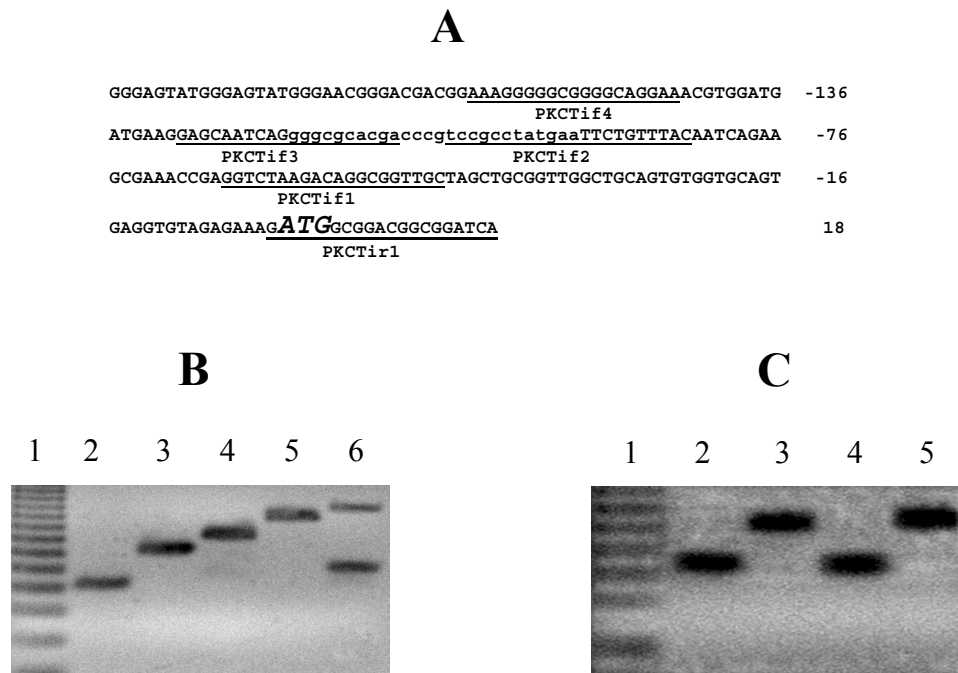 A
GGGAGTATGGGAGTATGGGAACGGGACGACGGAAAGGGGGCGGGGCAGGAAACGTGGATG -136
PKCTif4
ATGAAGGAGCAATCAGgggcgcacgacccgtccgcctatgaaTTCTGTTTACAATCAGAA -76
PKCTif3 PKCTif2
GCGAAACCGAGGTCTAAGACAGGCGGTTGCTAGCTGCGGTTGGCTGCAGTGTGGTGCAGT -16
PKCTif1
GAGGTGTAGAGAAAGATGGCGGACGGCGGATCA 18
PKCTir1
B C
1 2 3 4 5 6
1 2 3 4 5